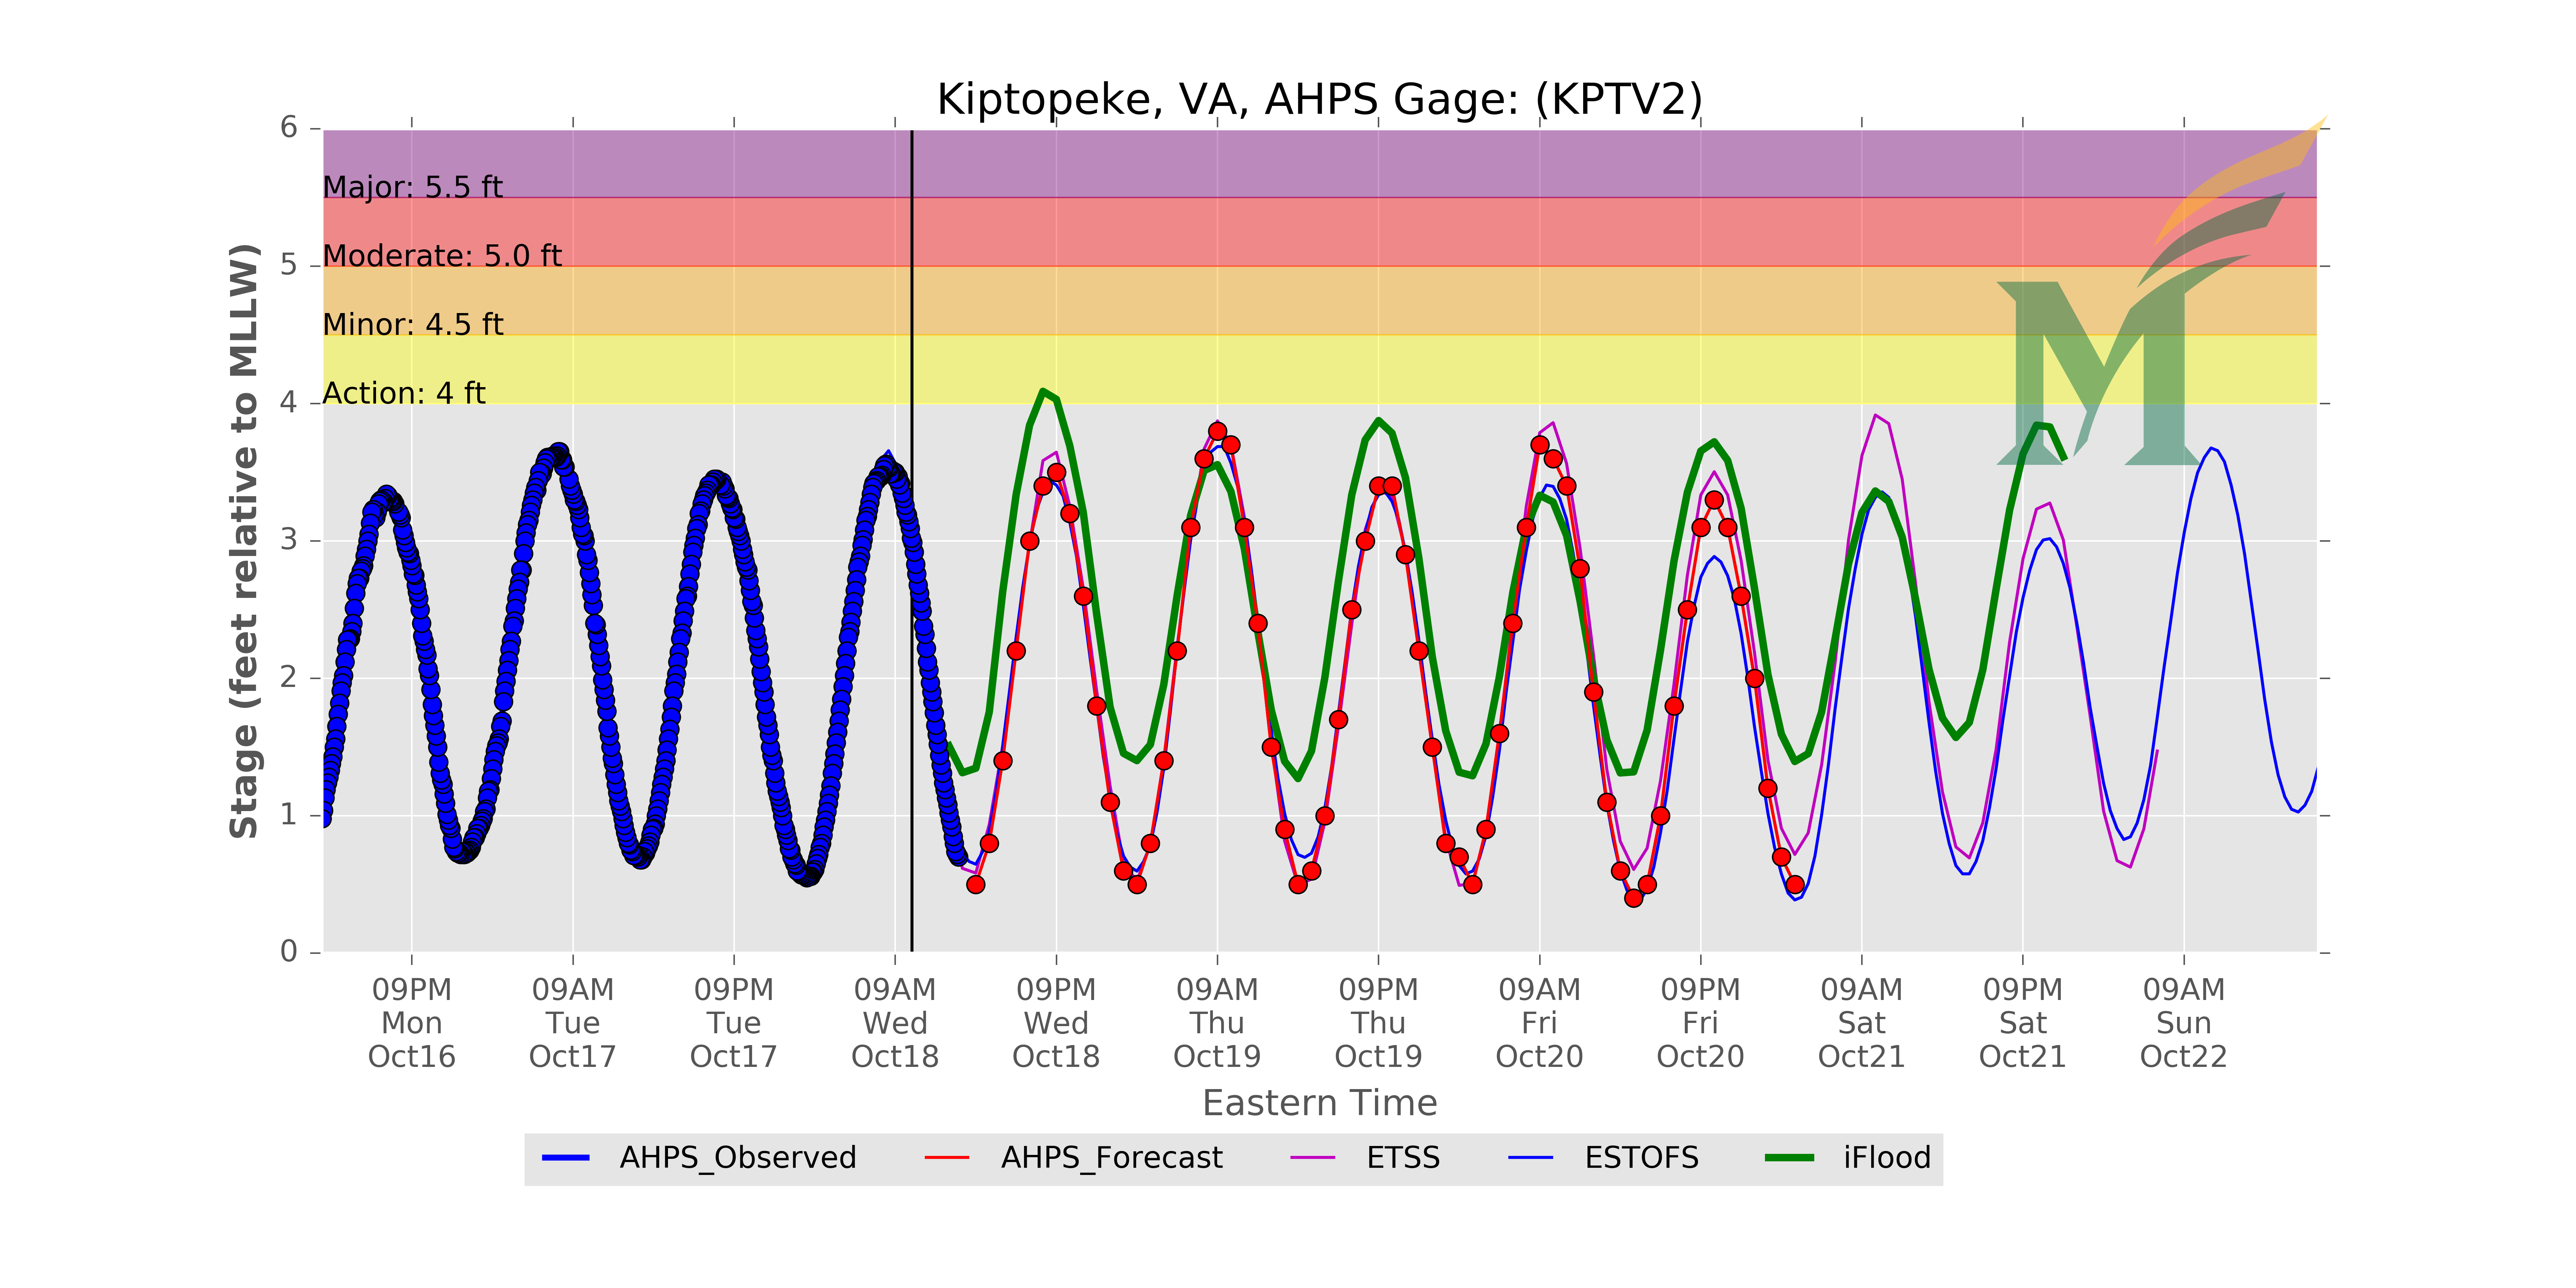 Kiptopeke, VA, AHPS Gage: (KPTV2)
Stage (feet relative to MLLW)
6
5
4
3
2
1
0
Major: 5.5 ft
Moderate: 5.0 ft
Minor: 4.5 ft
Action: 4 ft
M
09PM Mon Oct16
09AM Tue Oct17
09PM Tue Oct17
09AM Wed Oct18
09PM Wed Oct18
09AM Thu Oct19
09PM Thu Oct19
09AM Fri Oct20
09PM Fri Oct20
09AM Sat Oct21
09PM Sat Oct21
09AM Sun Oct22
Eastern Time
AHPS_Observed AHPS_Forecast ETSS ESTOFS iFlood